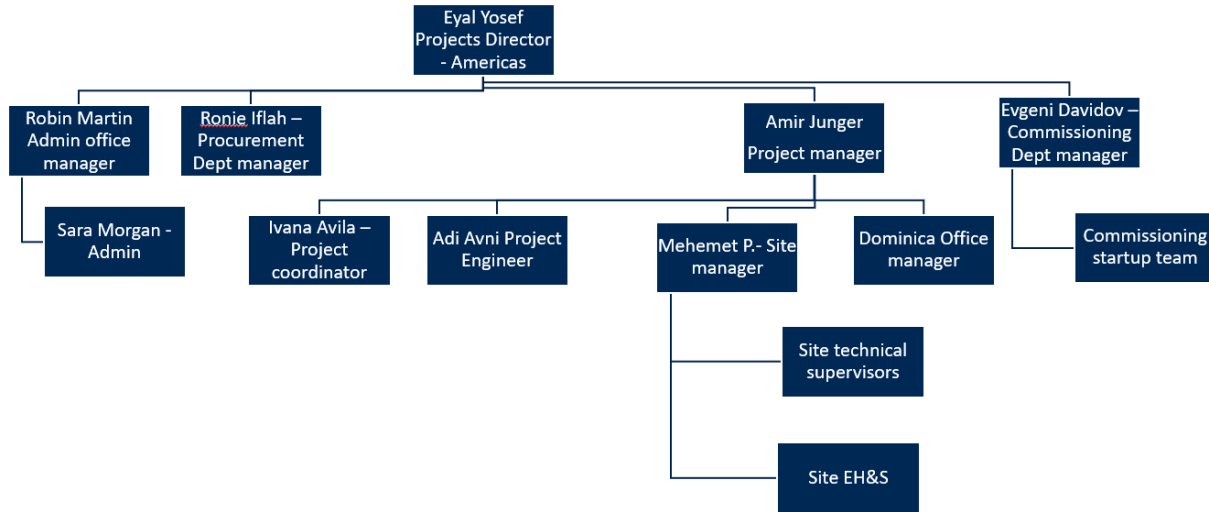 Eyal Yosef
Projects Director
- Americas
Robin Martin
Admin office
manager
Ronie Iflah –
Procurement
Dept manager
Amir Junger
Project manager
Evgeni Davidov –
Commissioning
Dept manager
Sara Morgan -
Admin
Ivana Avila –
Project
coordinator
Adi Avni Project
Engineer
Mehemet P.- Site
manager
Dominica Office
manager
Commissioning
startup team
Site technical
supervisors
Site EH&S